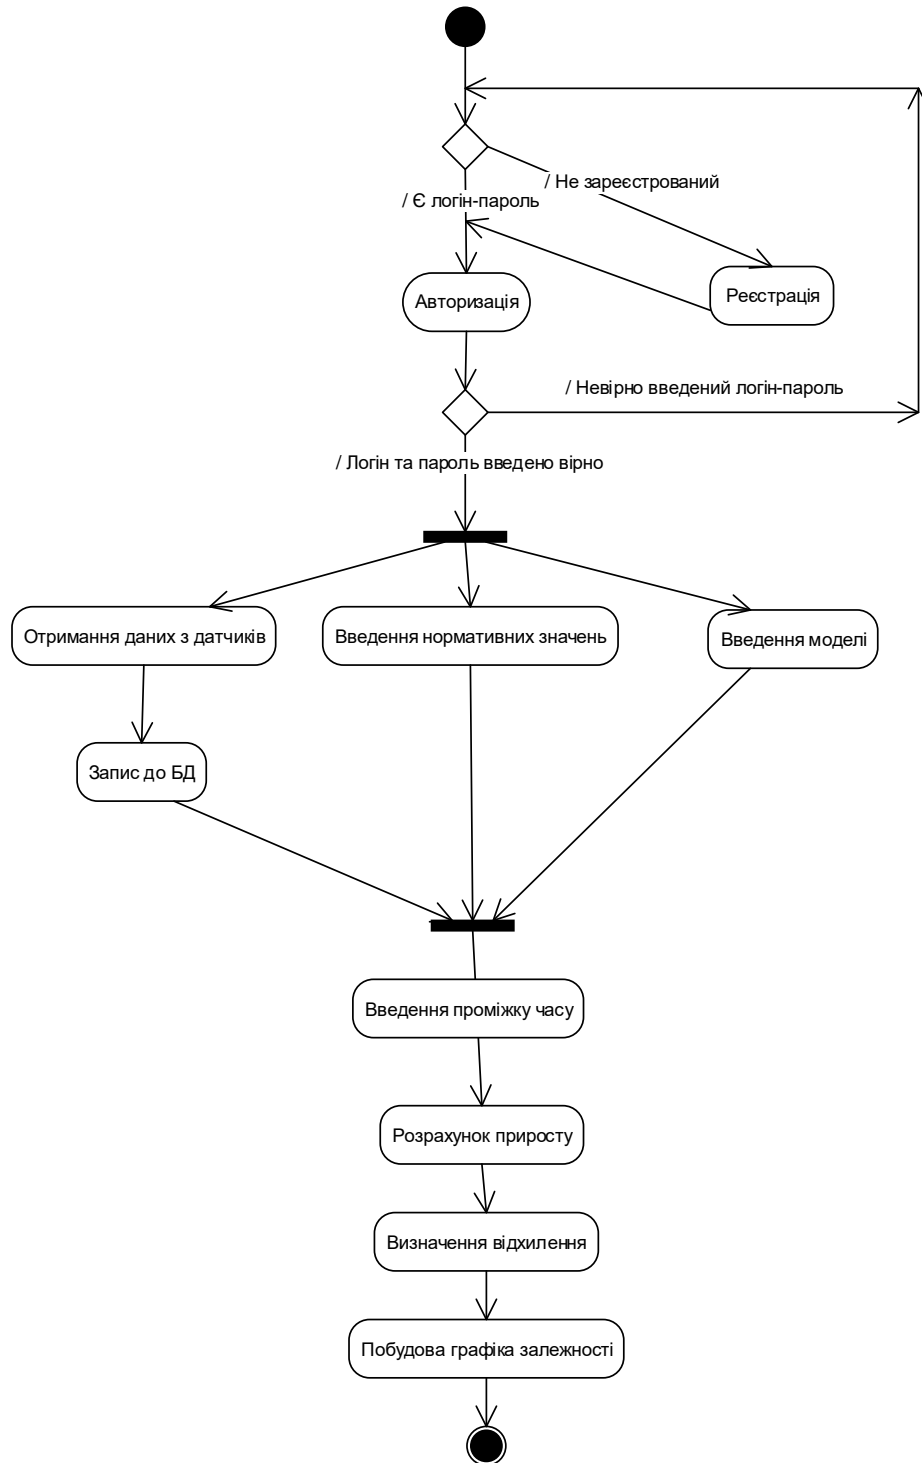 / Не зареєстрований
/ Є логін-пароль
Реєстрація
Авторизація
/ Невірно введений логін-пароль
/ Логін та пароль введено вірно
Отримання даних з датчиків
Введення нормативних значень
Введення моделі
Запис до БД
Введення проміжку часу
Розрахунок приросту
Визначення відхилення
Побудова графіка залежності